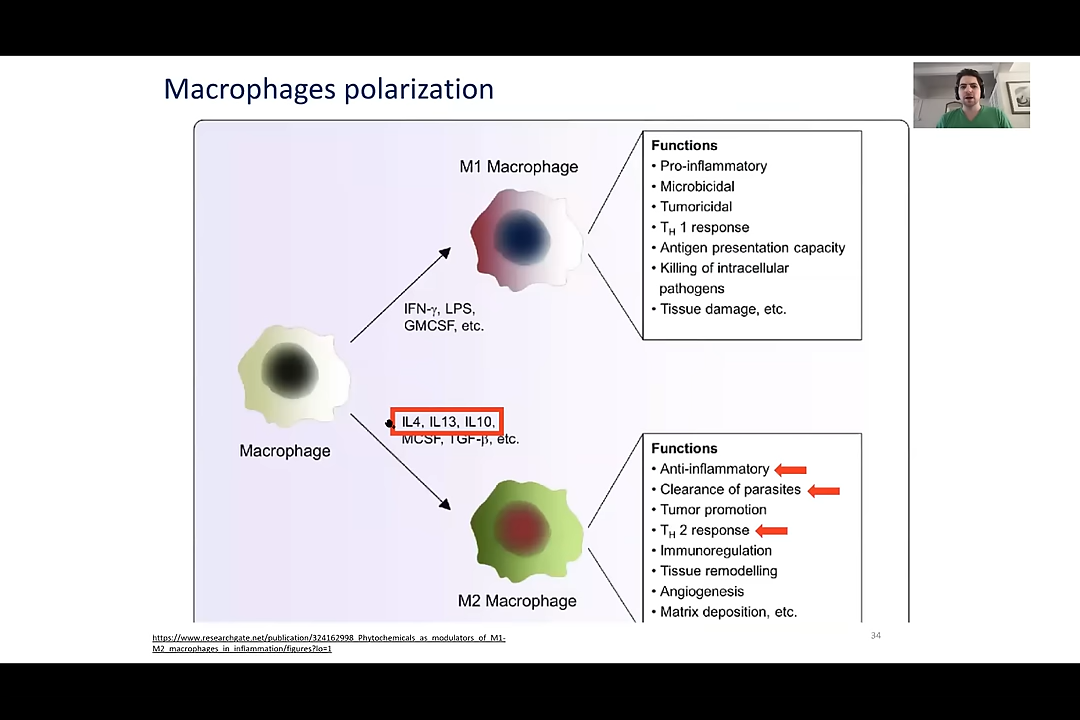 Macrophages polarization
M1 Macrophage
Functions
• Pro-inflammatory
• Microbicidal
• Tumoricidal
• TH 1 response
• Antigen presentation capacity
• Killing of intracellular
pathogens
• Tissue damage, etc.
IFN-γ, LPS,
GMCSF, etc.
Macrophage
IL4, IL13, IL10,
MCSF, TGF-β, etc.
M2 Macrophage
Functions
• Anti-inflammatory
• Clearance of parasites
• Tumor promotion
• TH 2 response
• Immunoregulation
• Tissue remodelling
• Angiogenesis
• Matrix deposition, etc.
https://www.researchgate.net/publication/324162998_Phytochemicals_as_modulators_of_M1-
M2_macrophages_in_inflammation/figures?lo=1
34